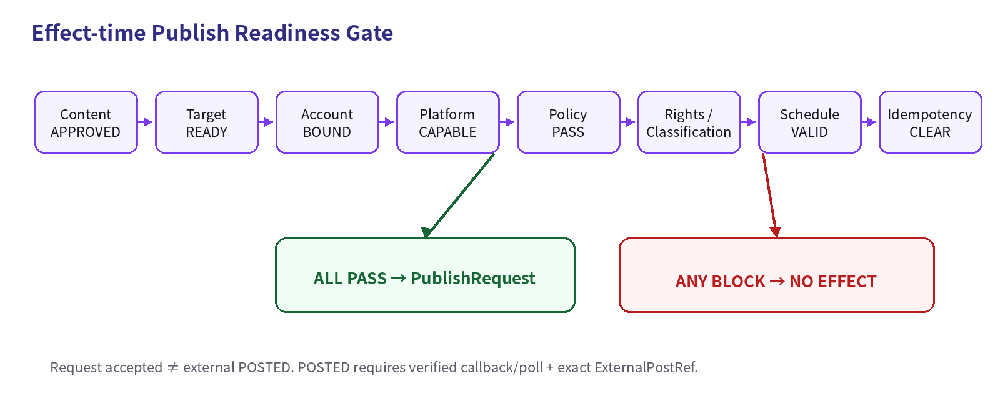 Effect-time Publish Readiness Gate
Content
APPROVED
Target
READY
Account
BOUND
Platform
CAPABLE
Policy
PASS
Rights /
Classification
Schedule
VALID
Idempotency
CLEAR
ALL PASS → PublishRequest
ANY BLOCK → NO EFFECT
Request accepted ≠ external POSTED. POSTED requires verified callback/poll + exact ExternalPostRef.